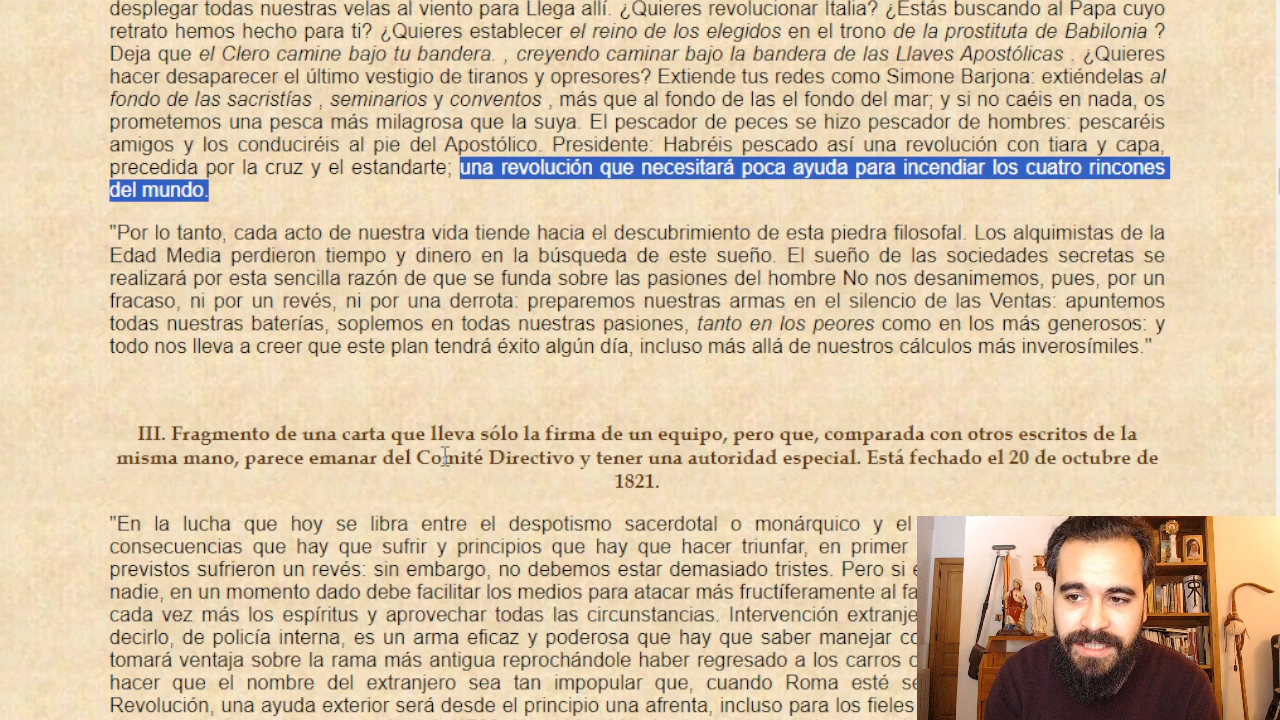 desplegar todas nuestras velas al viento para Llega allí. ¿Quieres revolucionar Italia? ¿Estás buscando al Papa cuyo
retrato hemos hecho para ti? ¿Quieres establecer el reino de los elegidos en el trono de la prostituta de Babilonia ?
Deja que el Clero camine bajo tu bandera. , creyendo caminar bajo la bandera de las Llaves Apostólicas . ¿Quieres
hacer desaparecer el último vestigio de tiranos y opresores? Extiende tus redes como Simone Barjona: extiéndelas al
fondo de las sacristías , seminarios y conventos , más que al fondo de las el fondo del mar; y si no caéis en nada, os
prometemos una pesca más milagrosa que la suya. El pescador de peces se hizo pescador de hombres: pescaréis
amigos y los conduciréis al pie del Apostólico. Presidente: Habréis pescado así una revolución con tiara y capa,
precedida por la cruz y el estandarte; una revolución que necesitará poca ayuda para incendiar los cuatro rincones
del mundo.
"Por lo tanto, cada acto de nuestra vida tiende hacia el descubrimiento de esta piedra filosofal. Los alquimistas de la
Edad Media perdieron tiempo y dinero en la búsqueda de este sueño. El sueño de las sociedades secretas se
realizará por esta sencilla razón de que se funda sobre las pasiones del hombre No nos desanimemos, pues, por un
fracaso, ni por un revés, ni por una derrota: preparemos nuestras armas en el silencio de las Ventas: apuntemos
todas nuestras baterías, soplemos en todas nuestras pasiones, tanto en los peores como en los más generosos: y
todo nos lleva a creer que este plan tendrá éxito algún día, incluso más allá de nuestros cálculos más inverosímiles."
III. Fragmento de una carta que lleva sólo la firma de un equipo, pero que, comparada con otros escritos de la
misma mano, parece emanar del Comité Directivo y tener una autoridad especial. Está fechado el 20 de octubre de
1821.
"En la lucha que hoy se libra entre el despotismo sacerdotal o monárquico y el
consecuencias que hay que sufrir y principios que hay que hacer triunfar, en primer
previstos sufrieron un revés: sin embargo, no debemos estar demasiado tristes. Pero si
nadie, en un momento dado debe facilitar los medios para atacar más fructíferamente al
cada vez más los espíritus y aprovechar todas las circunstancias. Intervención
decirlo, de policía interna, es un arma eficaz y poderosa que hay que saber manejar
tomará ventaja sobre la rama más antigua reprochándole haber regresado a los carros
hacer que el nombre del extranjero sea tan impopular que, cuando Roma esté
Revolución, una ayuda exterior será desde el principio una afrenta, incluso para los fieles